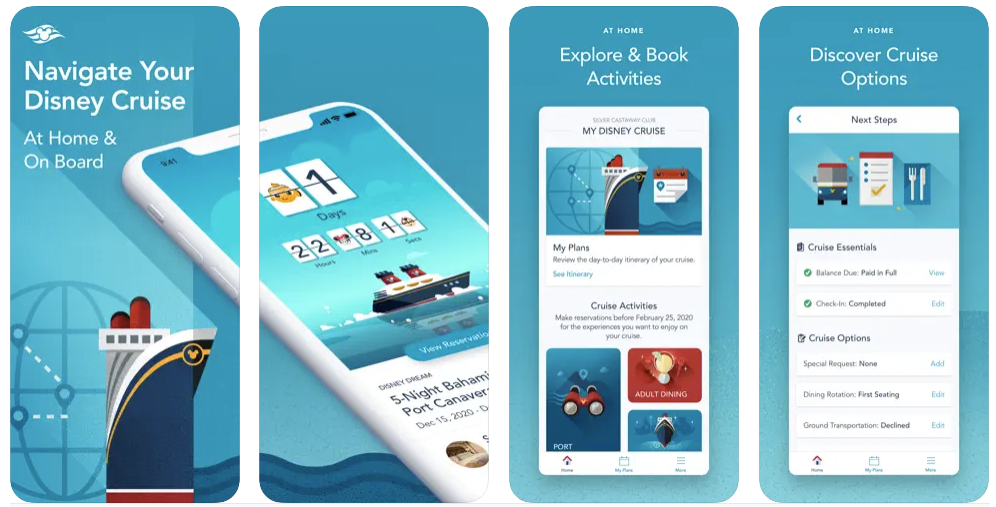 Navigate Your
Disney Cruise
At Home &
On Board
9:41
1
Days
22 8 1
Hours Mins Secs
View Reservatio
DISNEY DREAM
5-Night Bahami
Port Canavera
Dec 15, 2020 - D
S
AT HOME
Explore & Book
Activities
SILVER CASTAWAY CLUB
MY DISNEY CRUISE
My Plans
Review the day-to-day itinerary of your cruise.
See Itinerary
Cruise Activities
Make reservations before February 25, 2020
for the experiences you want to enjoy on
your cruise.
ADULT DINING
PORT
Home My Plans More
AT HOME
Discover Cruise
Options
Next Steps
Cruise Essentials
Balance Due: Paid in Full View
Check-In: Completed Edit
Cruise Options
Special Request: None Add
Dining Rotation: First Seating Edit
Ground Transportation: Declined Edit
Home My Plans More